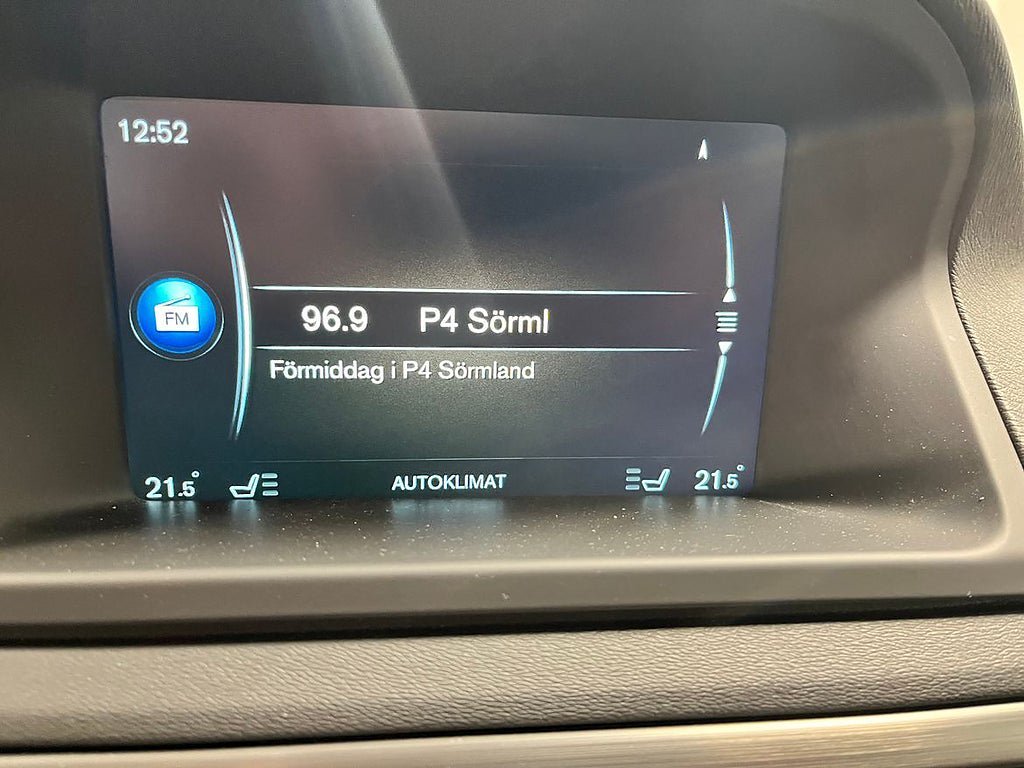 12:52
FM
96.9 P4 Sörml
Förmiddag i P4 Sörmland
21.5° AUTOKLIMAT 21.5°